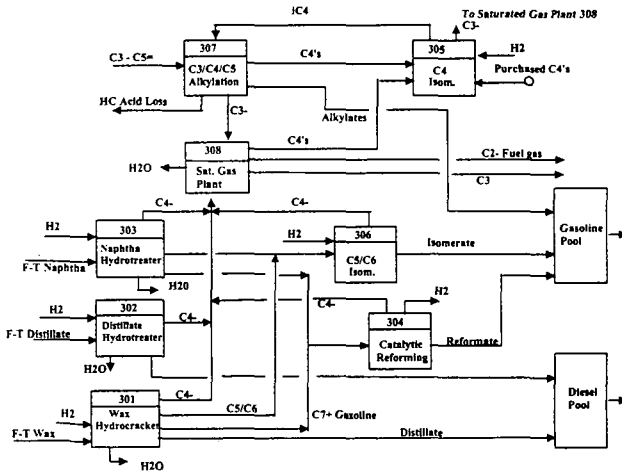 iC4
To Saturated Gas Plant 308
C3-
307
305
H2
C3 - C5=
C3/C4/C5
Alkylation
C4's
C4
Isom.
Purchased C4's
HC Acid Loss
C3-
Alkylates
C4's
308
C2- Fuel gas
H2O
Sat. Gas
Plant
C3
C4-
C4-
H2
303
306
Gasoline
Pool
Naphtha
Hydrotreater
H2
C5/C6
Isom.
Isomerate
F-T Naphtha
H20
H2
302
C4-
H2
Distillate
Hydrotreater
C4-
304
F-T Distillate
Catalytic
Reforming
Reformate
H2O
301
C4-
Diesel
Pool
H2
Wax
Hydrocracket
C5/C6
C7+ Gaxoline
F-T Wax
Distillate
H2O